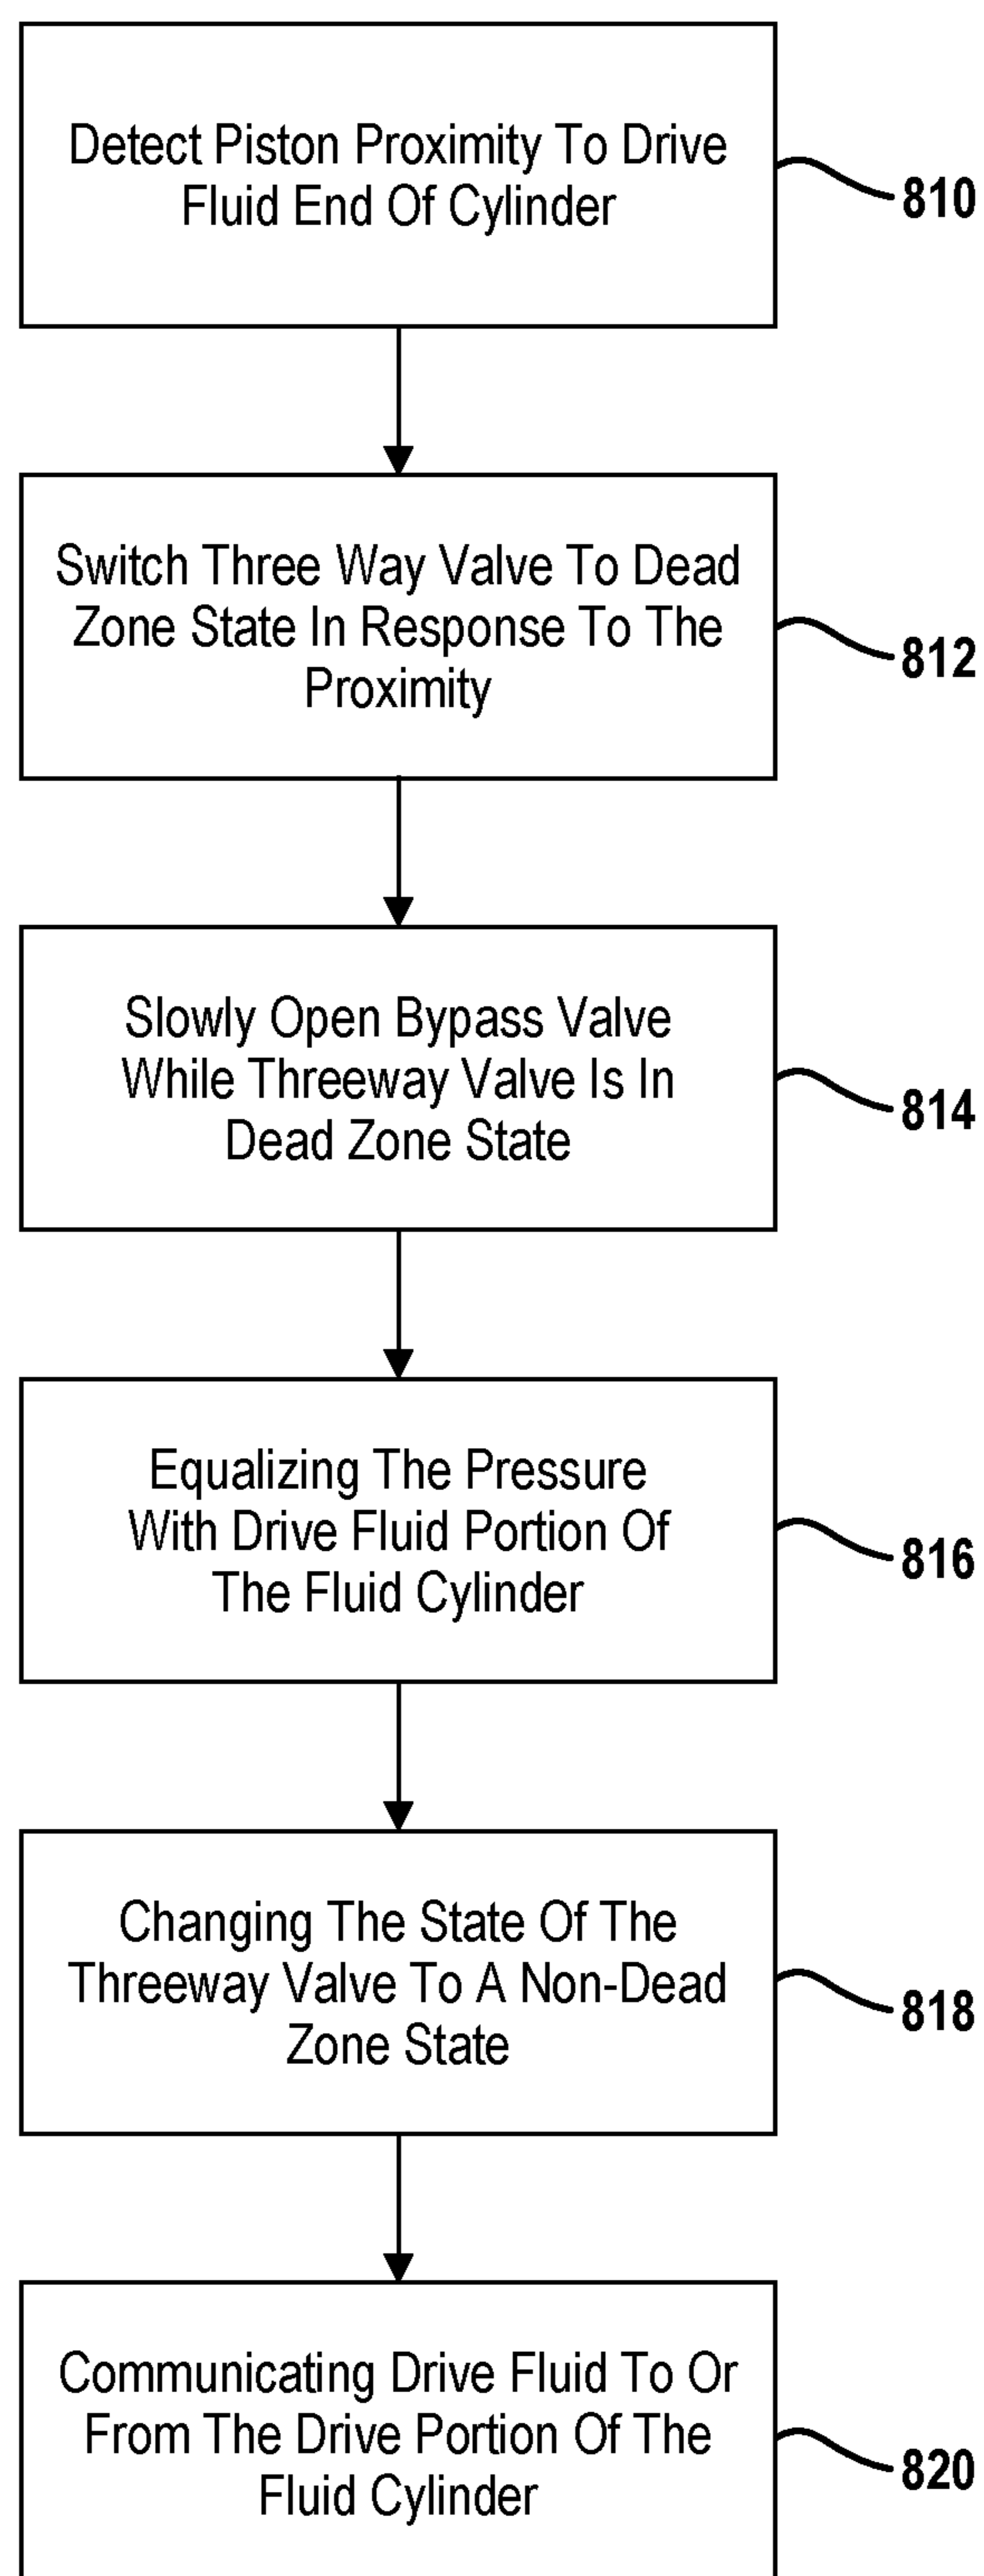 Detect Piston Proximity To Drive
Fluid End Of Cylinder
810
Switch Three Way Valve To Dead
Zone State In Response To The
Proximity
812
Slowly Open Bypass Valve
While Threeway Valve Is In
Dead Zone State
814
Equalizing The Pressure
With Drive Fluid Portion Of
The Fluid Cylinder
816
Changing The State Of The
Threeway Valve To A Non-Dead
Zone State
818
Communicating Drive Fluid To Or
From The Drive Portion Of The
Fluid Cylinder
820